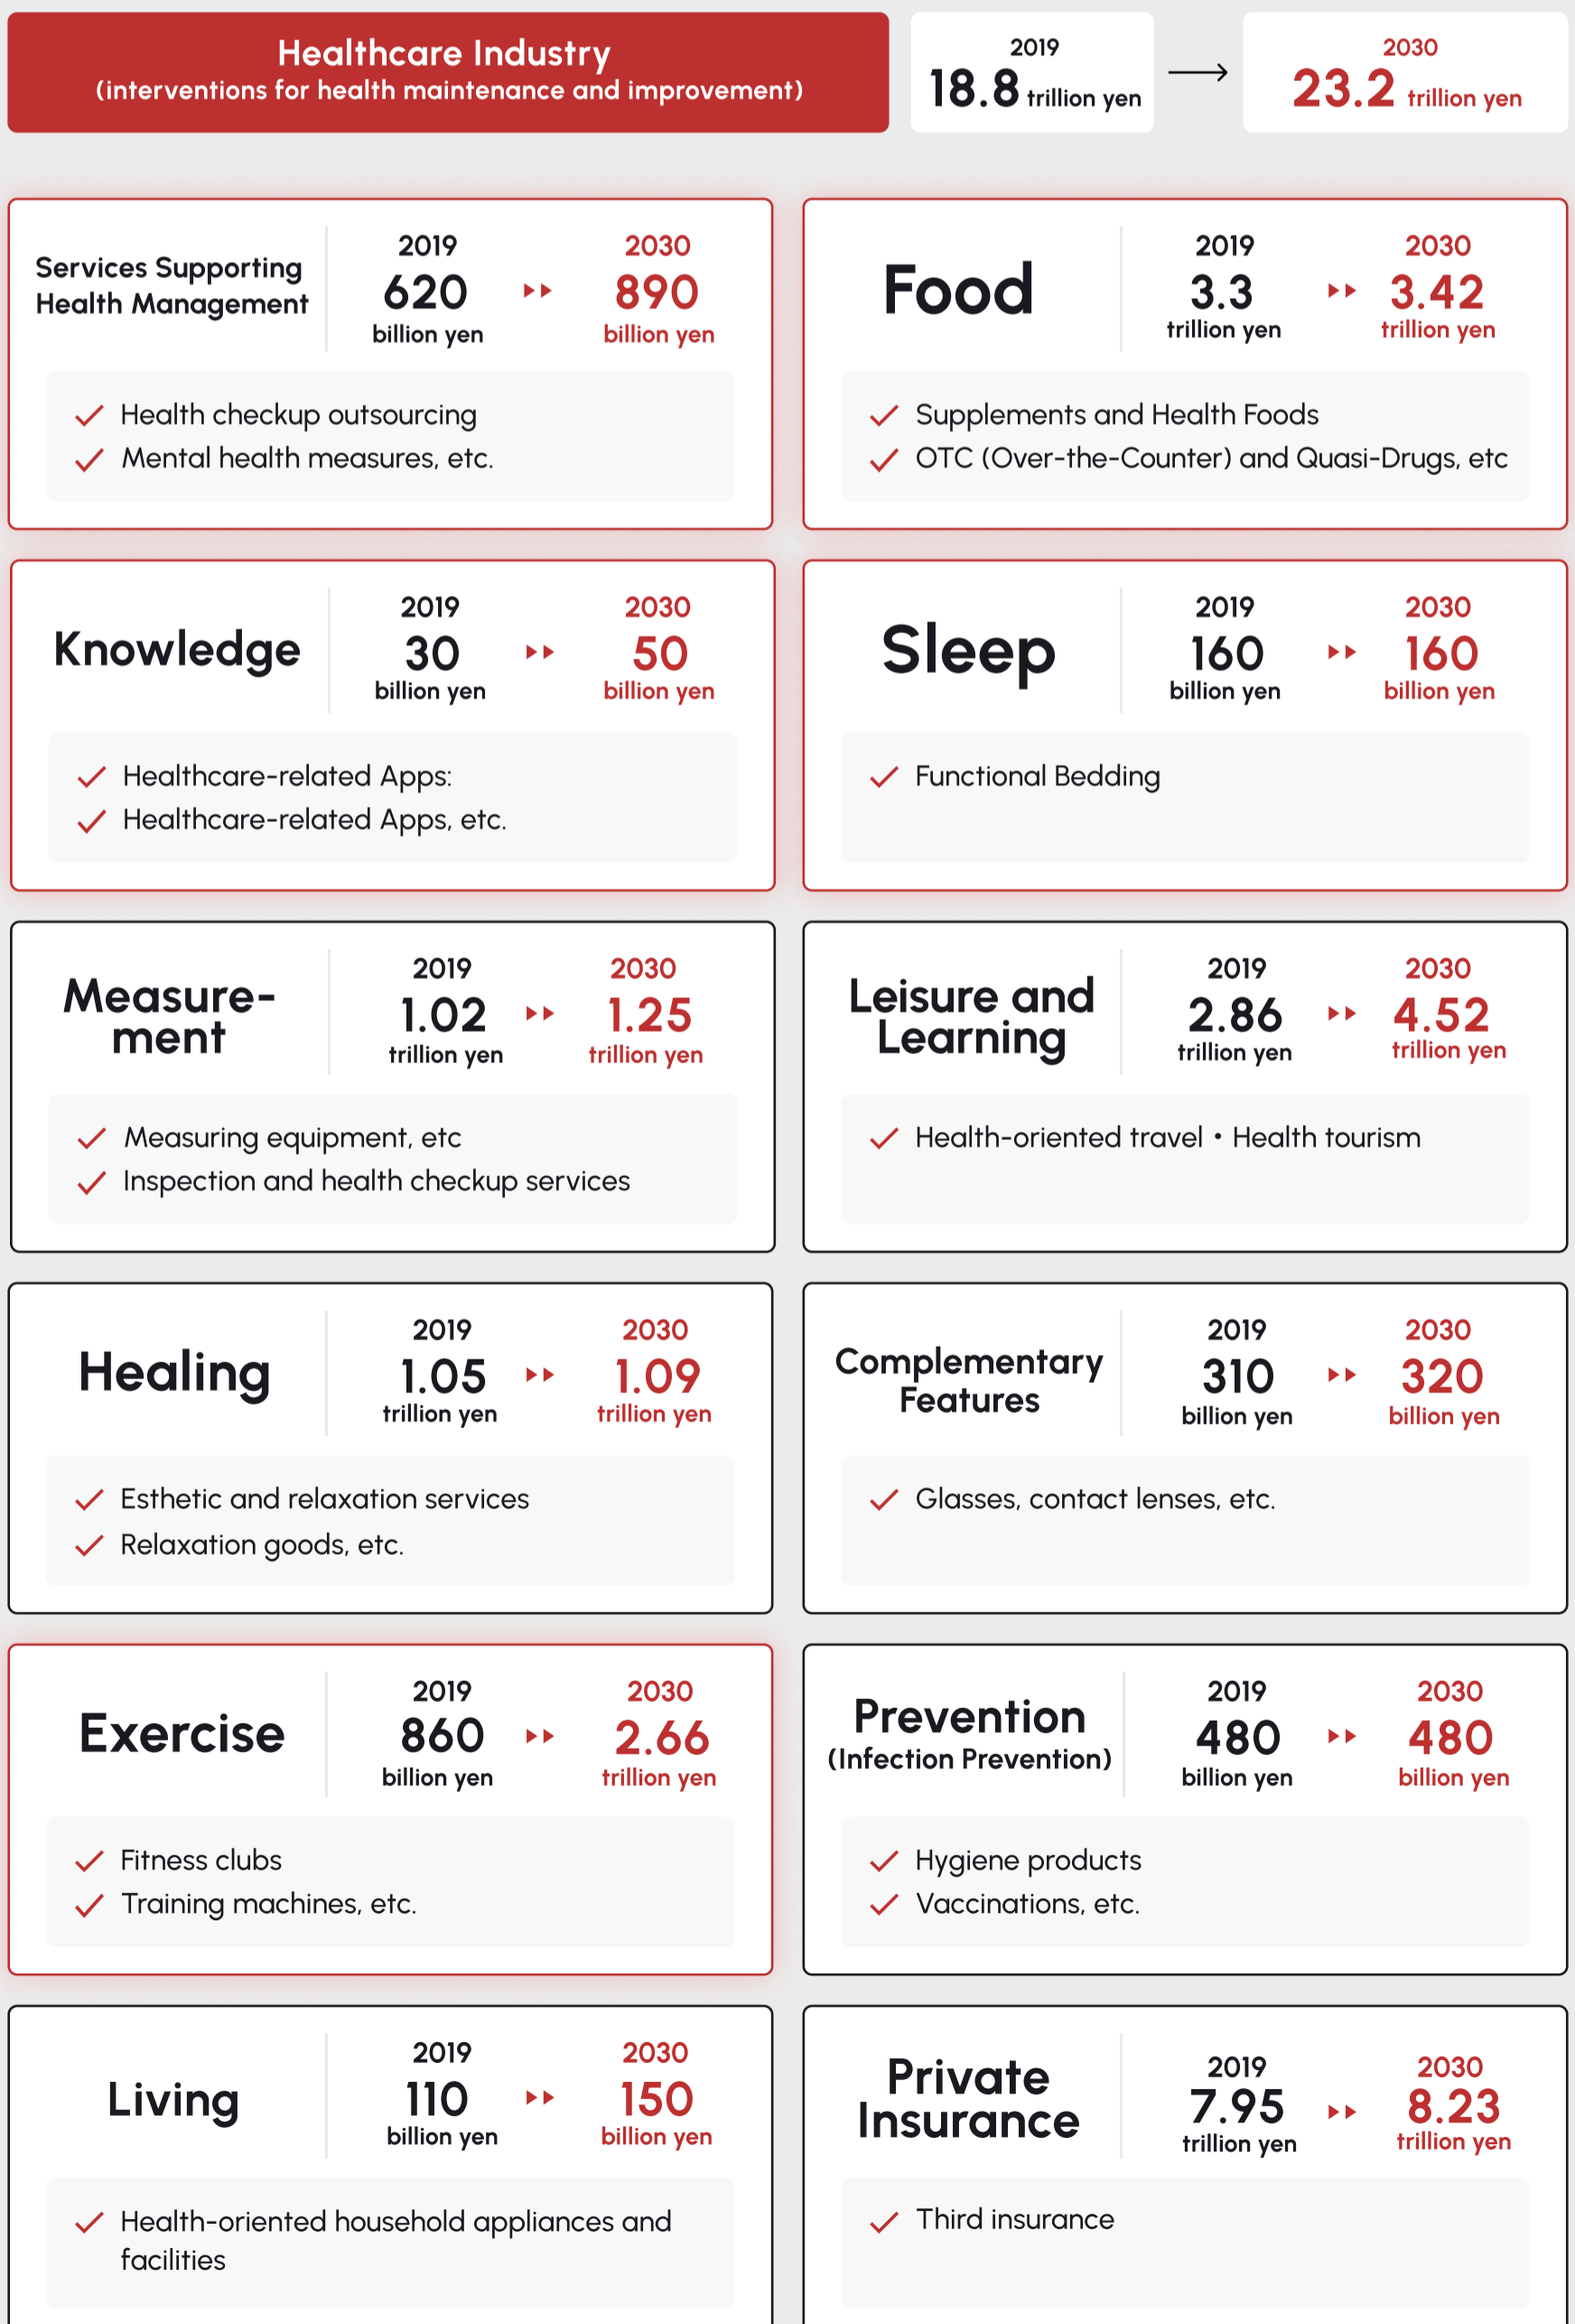 Healthcare Industry
(interventions for health maintenance and improvement)
2019
18.8 trillion yen
2030
23.2 trillion yen
Services Supporting
Health Management
2019
620
billion yen
2030
890
billion yen
Health checkup outsourcing
Mental health measures, etc.
Food
2019
3.3
trillion yen
2030
3.42
trillion yen
Supplements and Health Foods
OTC (Over-the-Counter) and Quasi-Drugs, etc
Knowledge
2019
30
billion yen
2030
50
billion yen
Healthcare-related Apps:
Healthcare-related Apps, etc.
Sleep
2019
160
billion yen
2030
160
billion yen
Functional Bedding
Measure-
ment
2019
1.02
trillion yen
2030
1.25
trillion yen
Measuring equipment, etc
Inspection and health checkup services
Leisure and
Learning
2019
2.86
trillion yen
2030
4.52
trillion yen
Health-oriented travel・Health tourism
Healing
2019
1.05
trillion yen
2030
1.09
trillion yen
Esthetic and relaxation services
Relaxation goods, etc.
Complementary
Features
2019
310
billion yen
2030
320
billion yen
Glasses, contact lenses, etc.
Exercise
2019
860
billion yen
2030
2.66
trillion yen
Fitness clubs
Training machines, etc.
Prevention
(Infection Prevention)
2019
480
billion yen
2030
480
billion yen
Hygiene products
Vaccinations, etc.
Living
2019
110
billion yen
2030
150
billion yen
Health-oriented household appliances and
facilities
Private
Insurance
2019
7.95
trillion yen
2030
8.23
trillion yen
Third insurance